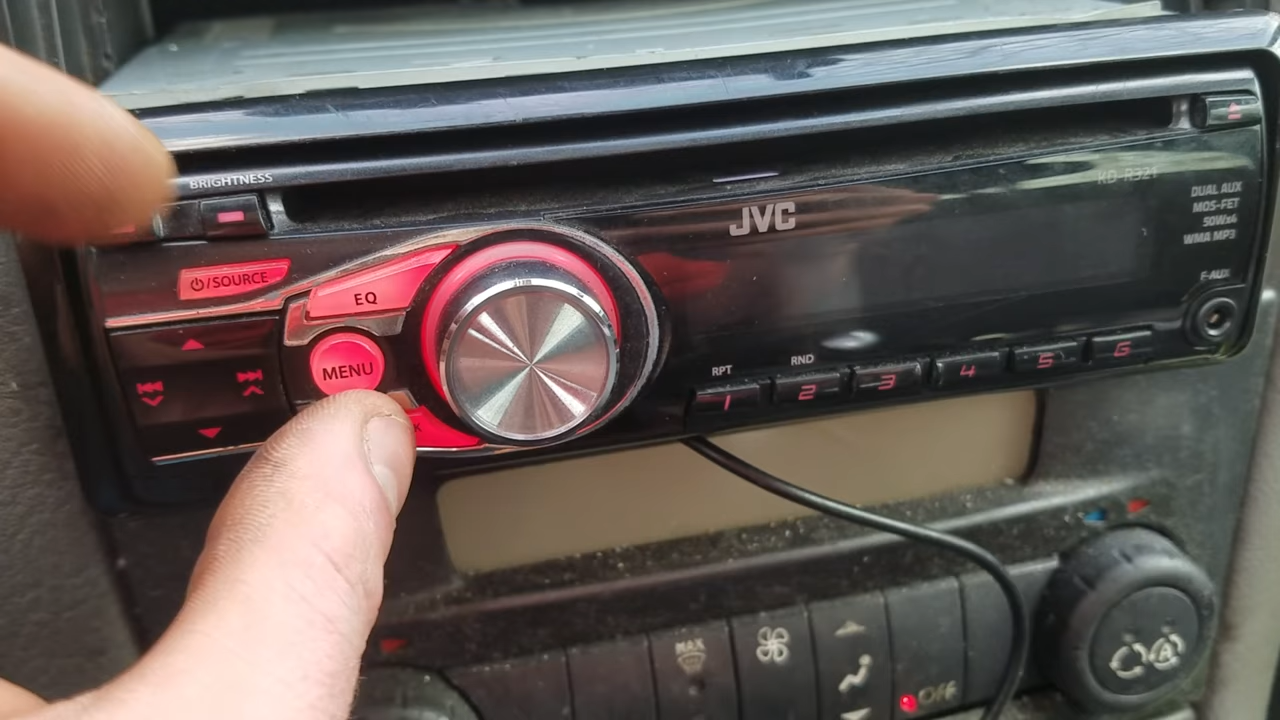 BRIGHTNESS
JVC
KD-R321
DUAL AUX
MOS-FET
50Wx4
WMA MP3
F-AUX
/SOURCE
EQ
MENU
RPT
RND
1
2
3
4
5
6
MAX
OFF
A